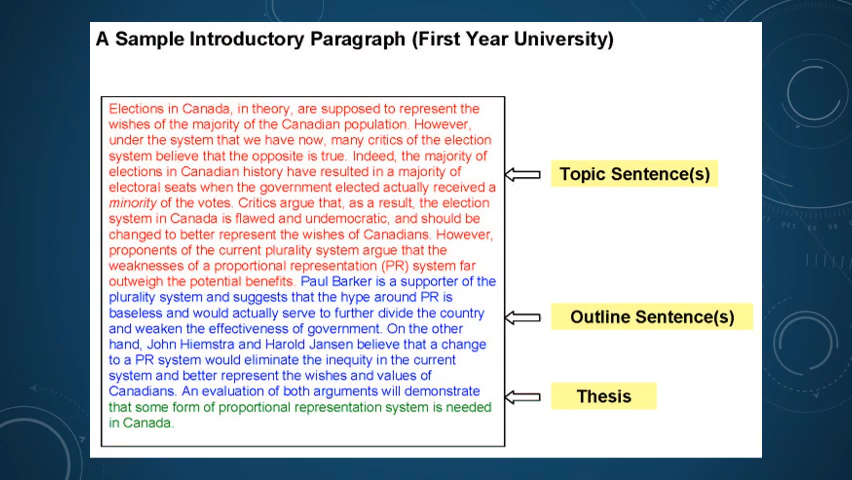 A Sample Introductory Paragraph (First Year University)
Elections in Canada, in theory, are supposed to represent the
wishes of the majority of the Canadian population. However,
under the system that we have now, many critics of the election
system believe that the opposite is true. Indeed, the majority of
elections in Canadian history have resulted in a majority of
electoral seats when the government elected actually received a
minority of the votes. Critics argue that, as a result, the election
system in Canada is flawed and undemocratic, and should be
changed to better represent the wishes of Canadians. However,
proponents of the current plurality system argue that the
weaknesses of a proportional representation (PR) system far
outweigh the potential benefits. Paul Barker is a supporter of the
plurality system and suggests that the hype around PR is
baseless and would actually serve to further divide the country
and weaken the effectiveness of government. On the other
hand, John Hiemstra and Harold Jansen believe that a change
to a PR system would eliminate the inequity in the current
system and better represent the wishes and values of
Canadians. An evaluation of both arguments will demonstrate
that some form of proportional representation system is needed
in Canada.
Topic Sentence(s)
Outline Sentence(s)
Thesis